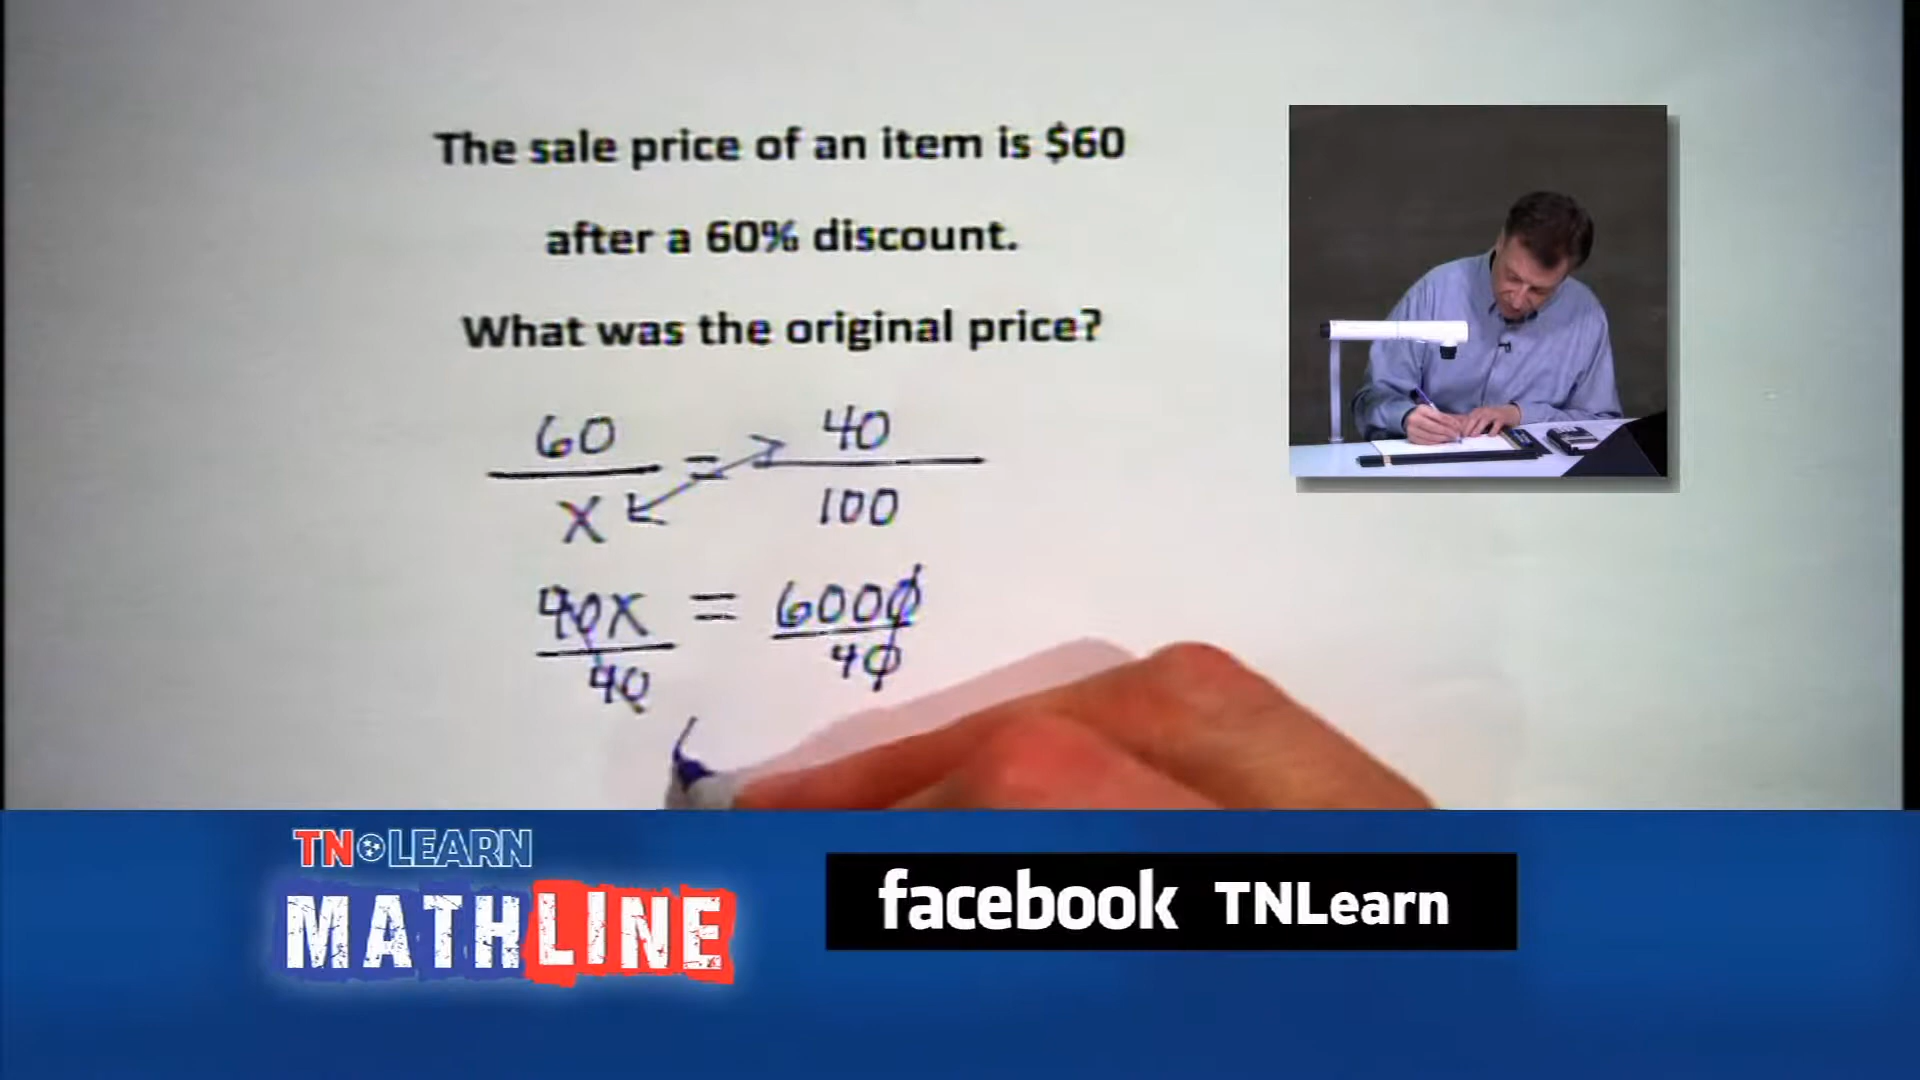 The sale price of an item is $60
after a 60% discount.
What was the original price?
60 = 40
x 100
40x = 6000
40 40
TN LEARN
MATHLINE
facebook TNLearn